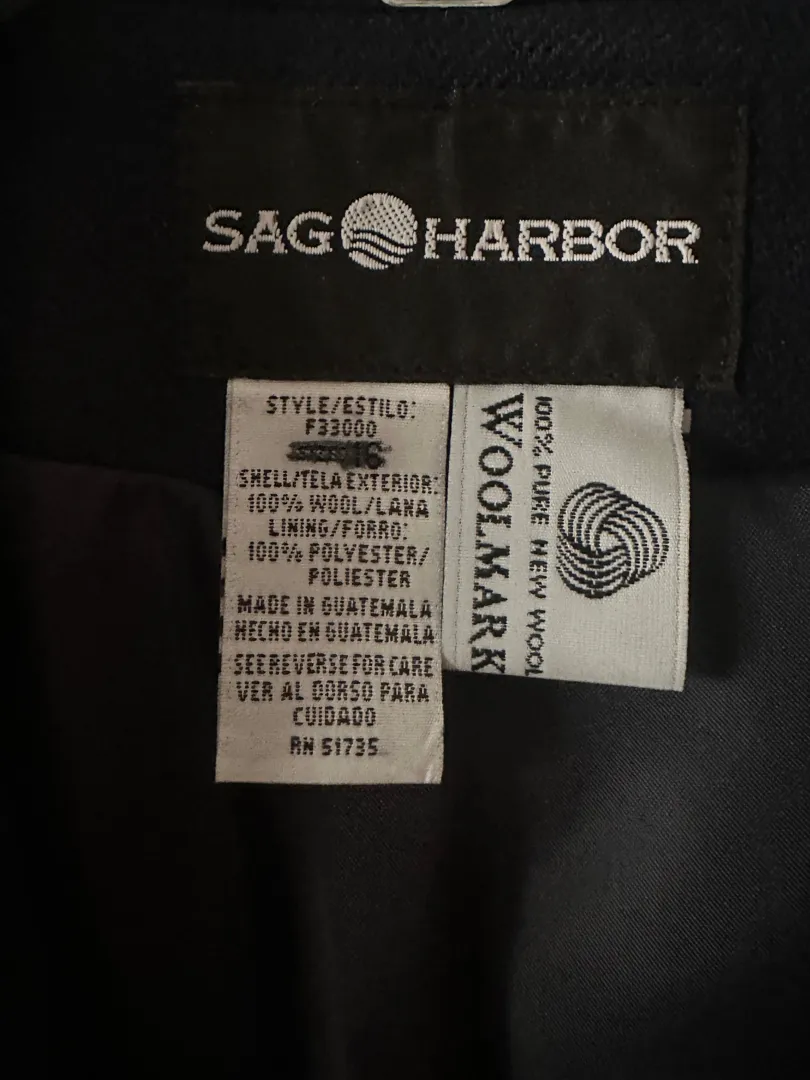 SAG HARBOR
STYLE/ESTILO:
F33000
16
SHELL/TELA EXTERIOR:
100% WOOL/LANA
LINING/FORRO:
100% POLYESTER/
POLIESTER
MADE IN GUATEMALA
HECHO EN GUATEMALA
SEE REVERSE FOR CARE
VER AL DORSO PARA
CUIDADO
RN 51735
100% PURE NEW WOOL
WOOLMARK